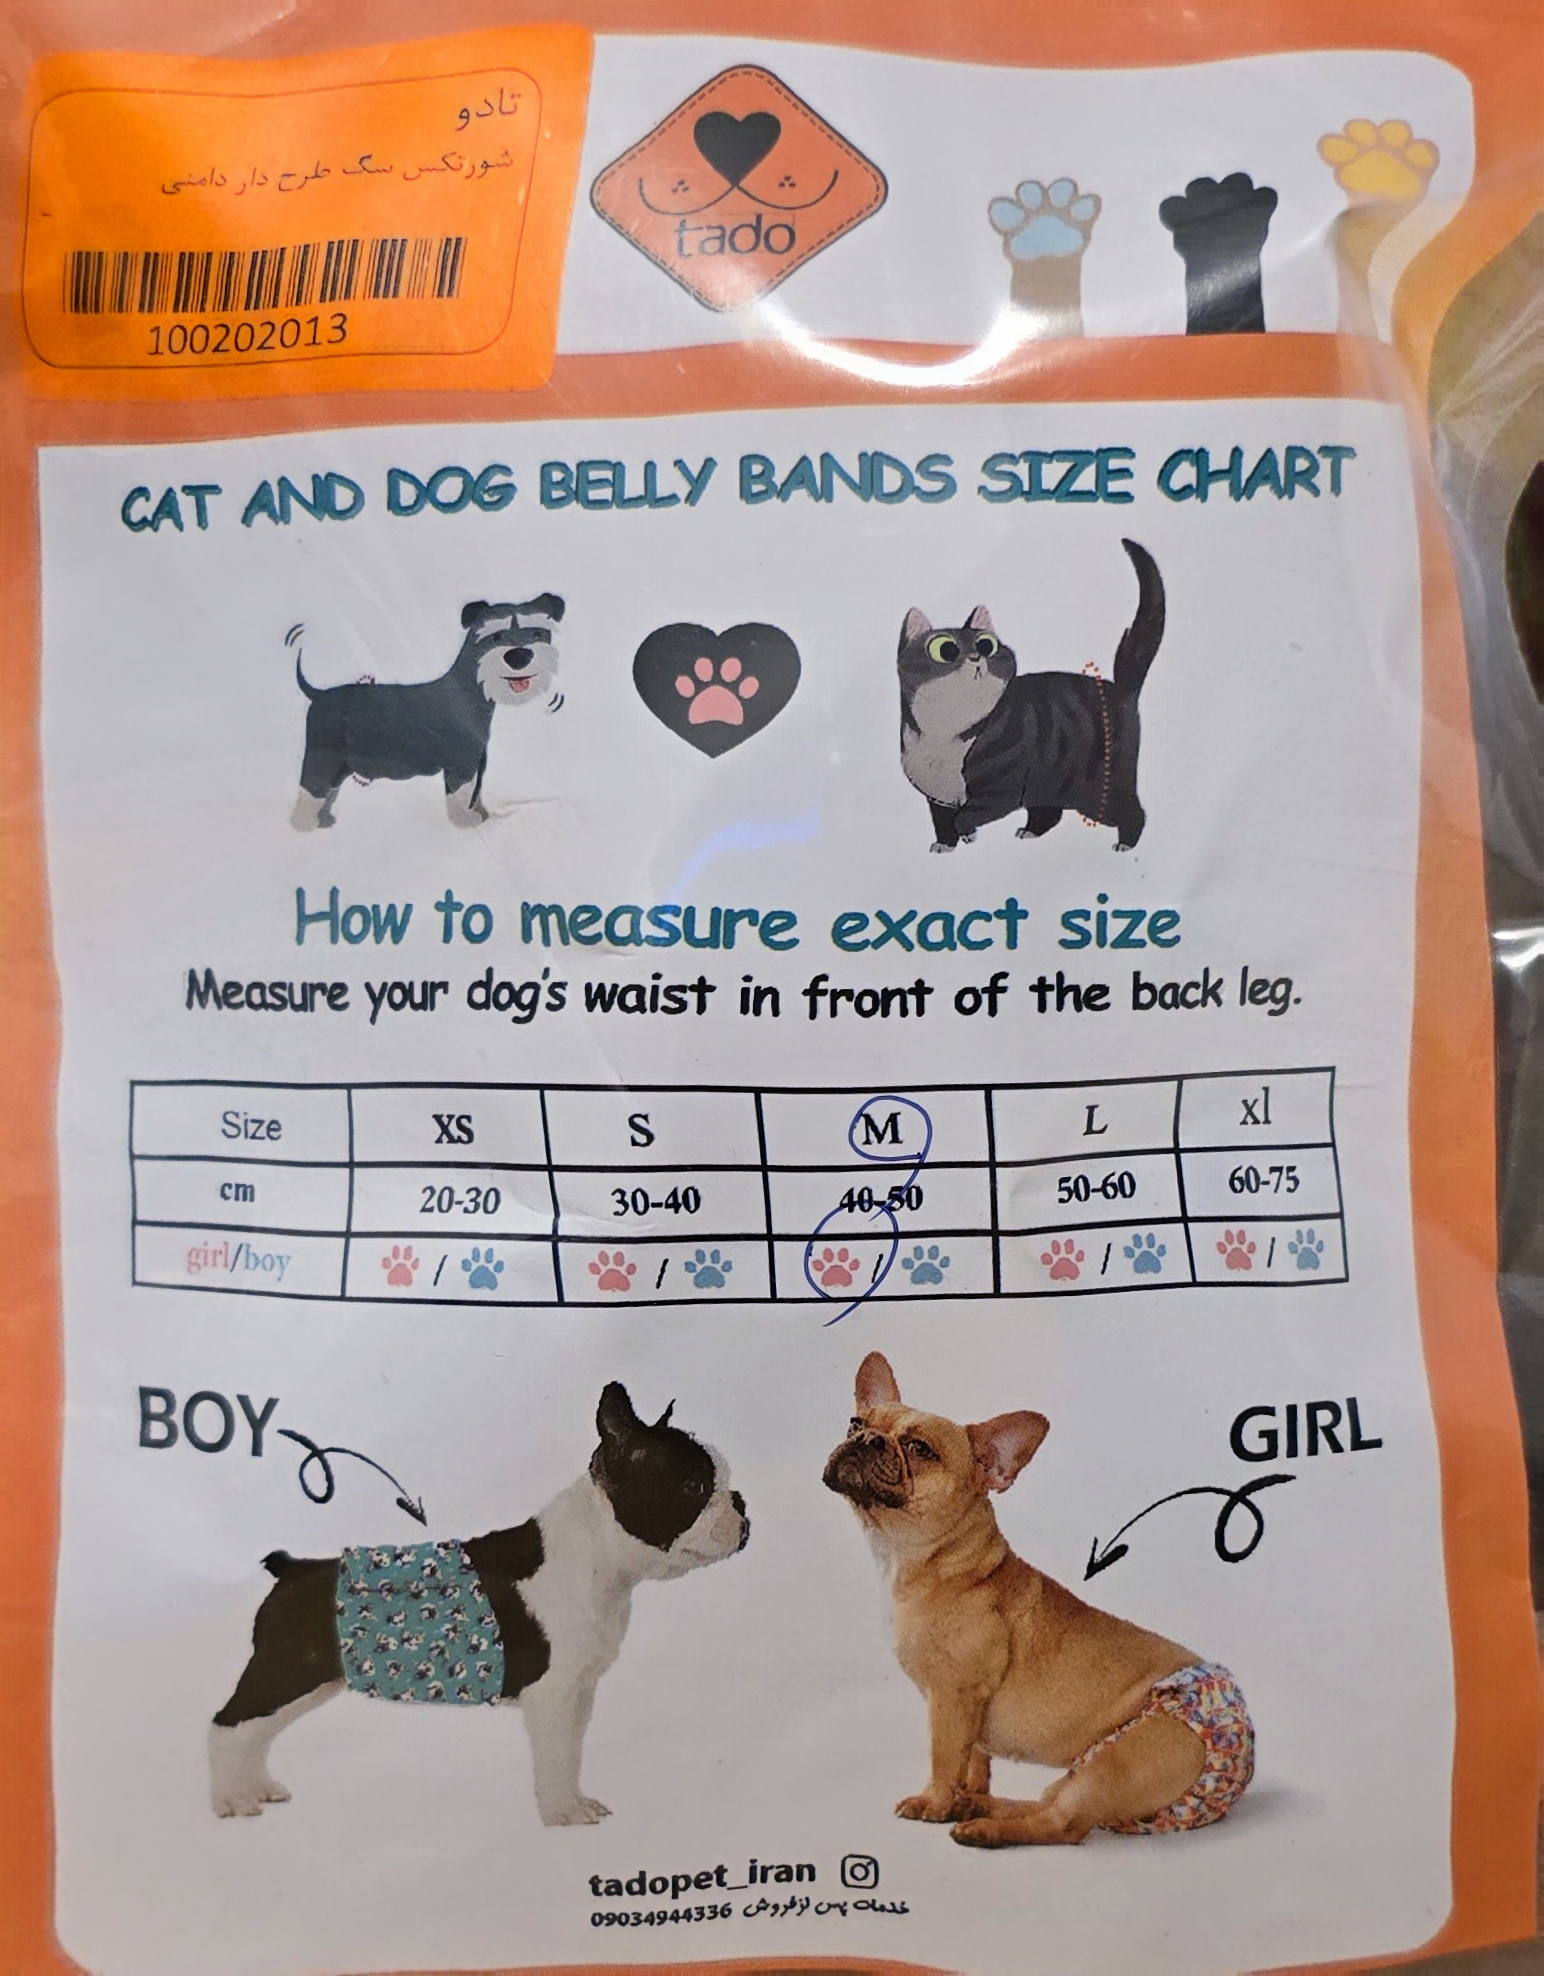 تادو
شورتکس سگ طرح دار دامنی
100202013
tado
CAT AND DOG BELLY BANDS SIZE CHART
How to measure exact size
Measure your dog's waist in front of the back leg.
Size XS S M L xl
cm 20-30 30-40 40-50 50-60 60-75
girl/boy / / / / /
BOY
GIRL
tadopet_iran
خدمات پس از فروش 09034944336